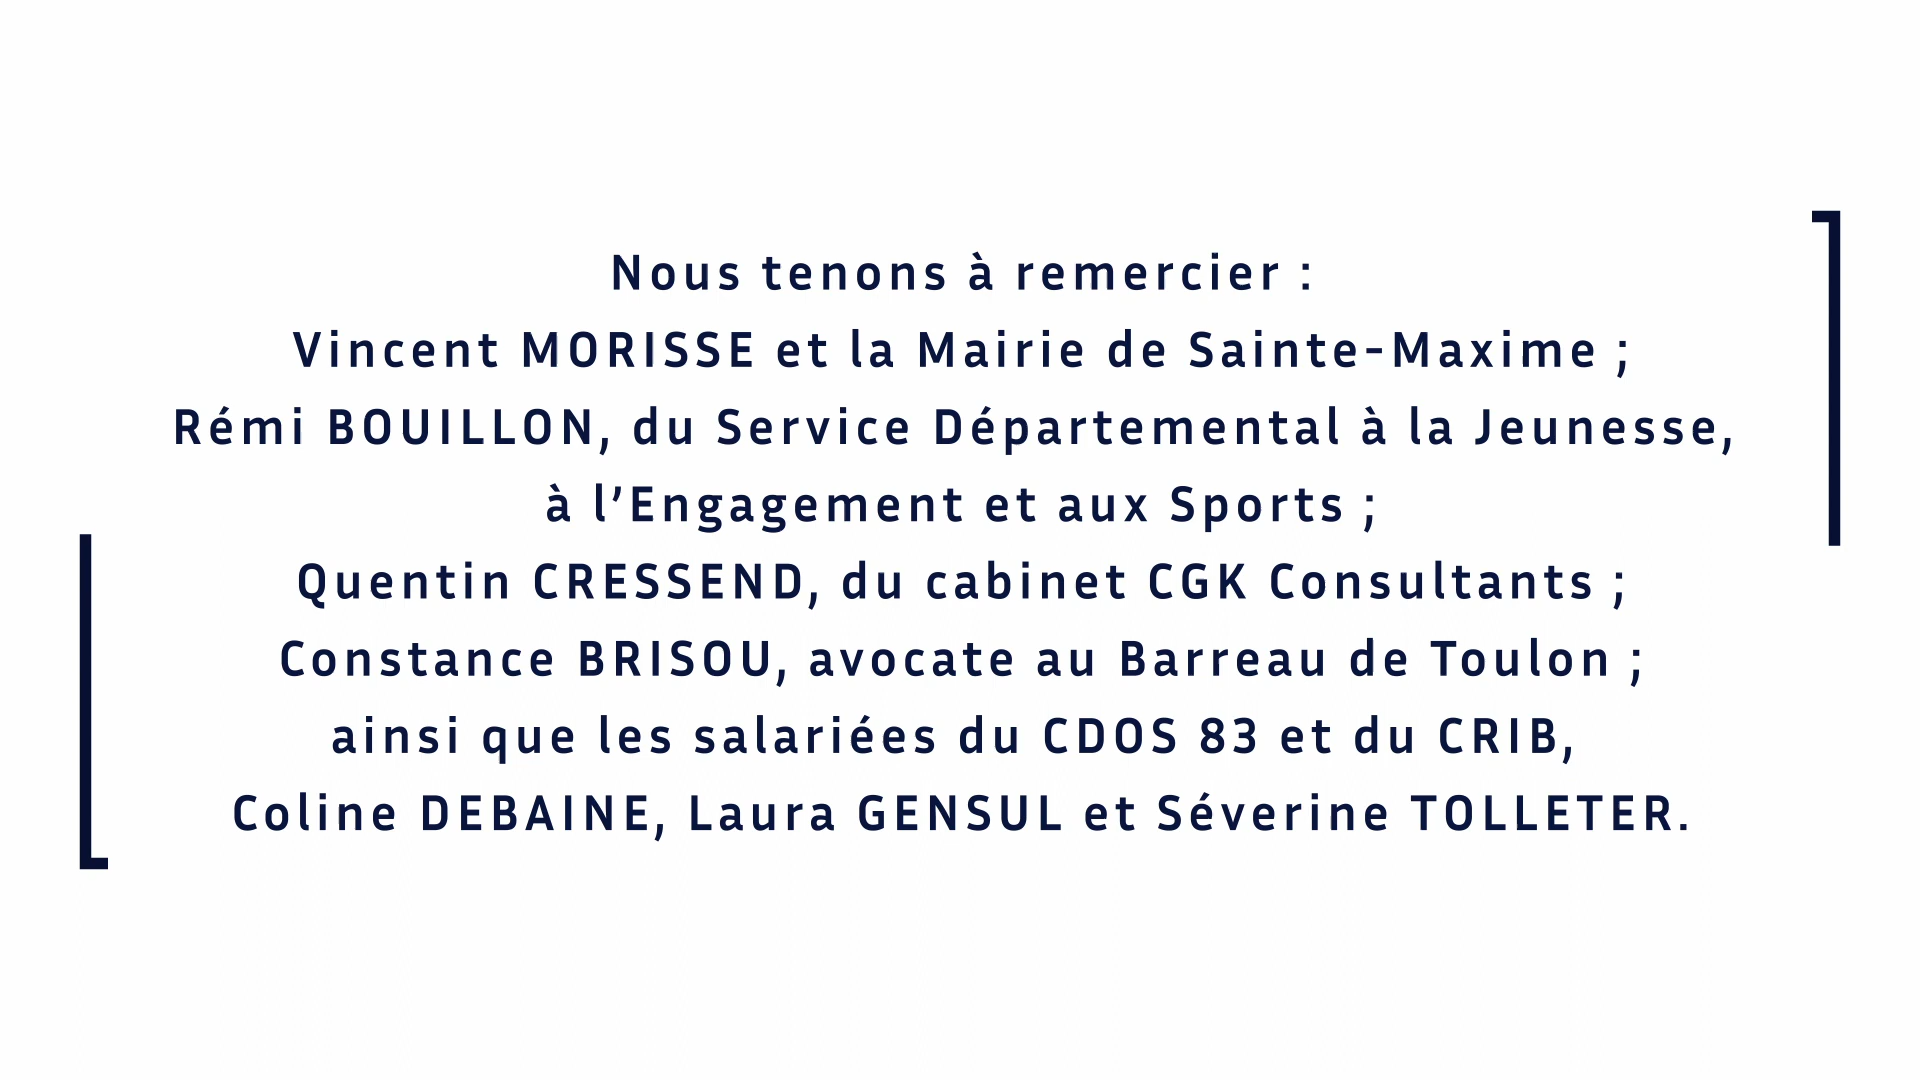 Nous tenons à remercier :
Vincent MORISSE et la Mairie de Sainte-Maxime ;
Rémi BOUILLON, du Service Départemental à la Jeunesse,
à l’Engagement et aux Sports ;
Quentin CRESSEND, du cabinet CGK Consultants ;
Constance BRISOU, avocate au Barreau de Toulon ;
ainsi que les salariées du CDOS 83 et du CRIB,
Coline DEBAINE, Laura GENSUL et Séverine TOLLETER.